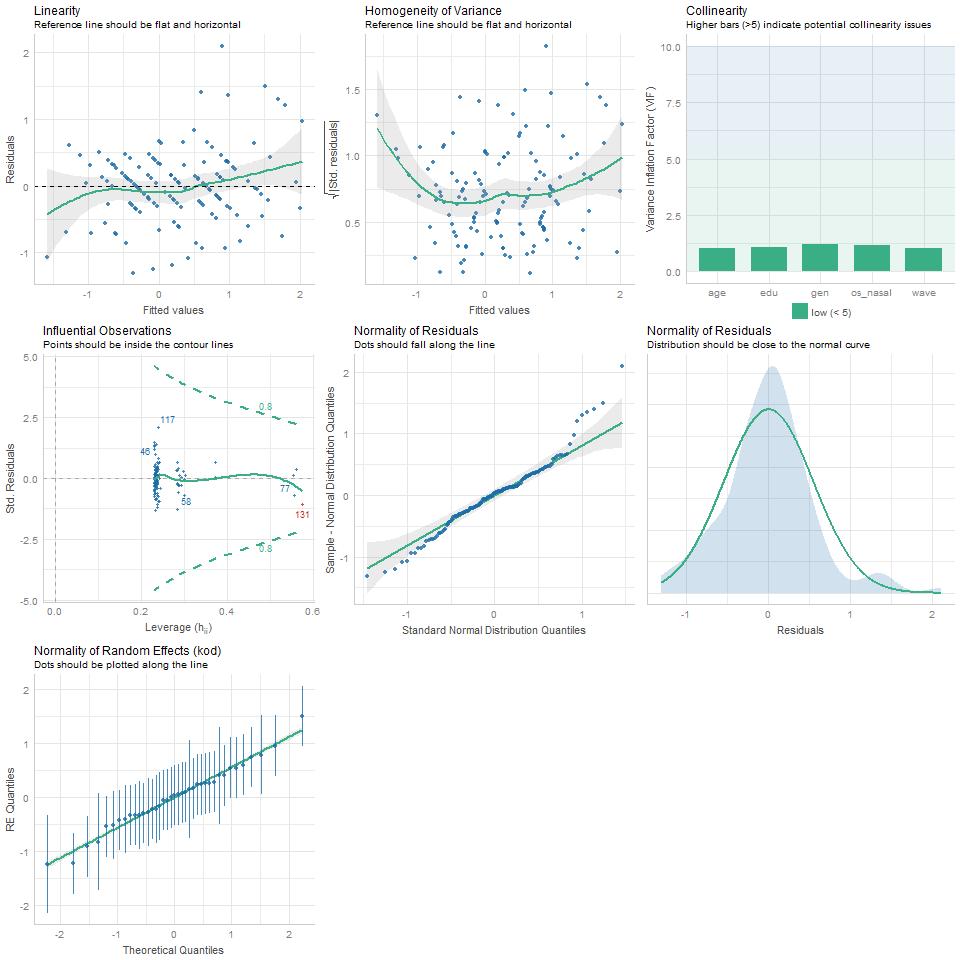 Linearity
Reference line should be flat and horizontal
Residuals
2
1
0
-1
-1
0
1
2
Fitted values
Homogeneity of Variance
Reference line should be flat and horizontal
√|Std. residuals|
1.5
1.0
0.5
-1
0
1
2
Fitted values
Collinearity
Higher bars (>5) indicate potential collinearity issues
Variance Inflation Factor (VIF)
10.0
7.5
5.0
2.5
0.0
age
edu
gen
os_nasal
wave
low (< 5)
Influential Observations
Points should be inside the contour lines
Std. Residuals
5.0
2.5
0.0
-2.5
-5.0
0.8
117
46
58
77
131
0.8
0.0
0.2
0.4
0.6
Leverage (hii)
Normality of Residuals
Dots should fall along the line
Sample - Normal Distribution Quantiles
2
1
0
-1
-1
0
1
Standard Normal Distribution Quantiles
Normality of Residuals
Distribution should be close to the normal curve
-1
0
1
2
Residuals
Normality of Random Effects (kod)
Dots should be plotted along the line
RE Quantiles
2
1
0
-1
-2
-2
-1
0
1
2
Theoretical Quantiles